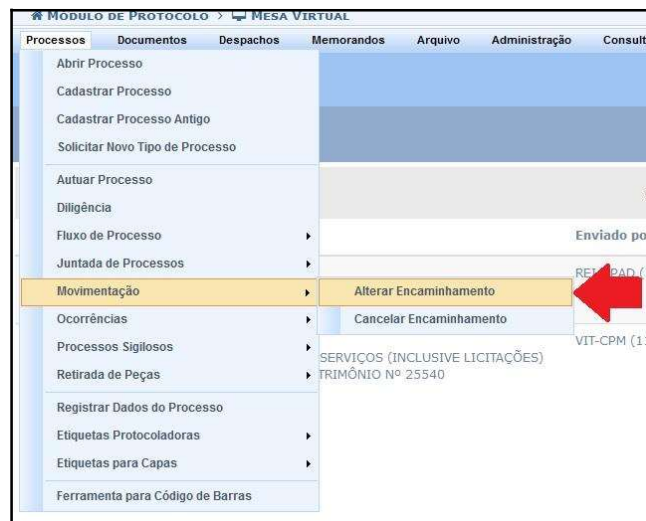 MÓDULO DE PROTOCOLO > MESA VIRTUAL
Processos Documentos Despachos Memorandos Arquivo Administração
Abrir Processo
Cadastrar Processo
Cadastrar Processo Antigo
Solicitar Novo Tipo de Processo
Autuar Processo
Diligência
Fluxo de Processo
Enviado
Juntada de Processos
Movimentação
Alterar Encaminhamento
Ocorrências
Cancelar Encaminhamento
Processos Sigilosos
VIT-CPM
SERVIÇOS (INCLUSIVE LICITAÇÕES)
Retirada de Peças
Nº 25540
Registrar Dados do Processo
Etiquetas Protocoladoras
Etiquetas para Capas
Ferramenta para Código de Barras